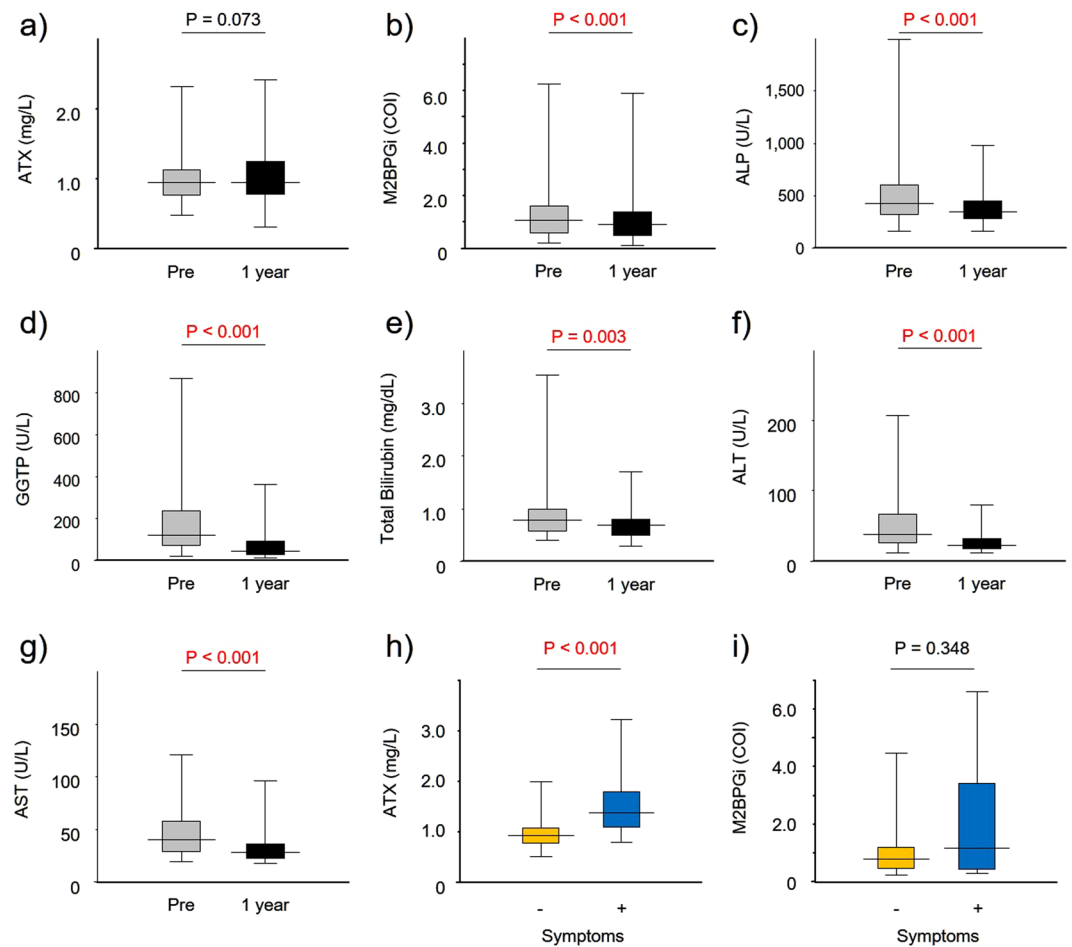 a)
P = 0.073
ATX (mg/L)
2.0
1.0
0
Pre 1 year
b)
P < 0.001
M2BPGi (COI)
6.0
4.0
2.0
0
Pre 1 year
c)
P < 0.001
ALP (U/L)
1,500
1,000
500
0
Pre 1 year
d)
P < 0.001
GGTP (U/L)
800
600
400
200
0
Pre 1 year
e)
P = 0.003
Total Bilirubin (mg/dL)
3.0
2.0
1.0
0
Pre 1 year
f)
P < 0.001
ALT (U/L)
200
100
0
Pre 1 year
g)
P < 0.001
AST (U/L)
150
100
50
0
Pre 1 year
h)
P < 0.001
ATX (mg/L)
3.0
2.0
1.0
0
- +
Symptoms
i)
P = 0.348
M2BPGi (COI)
6.0
4.0
2.0
0
- +
Symptoms